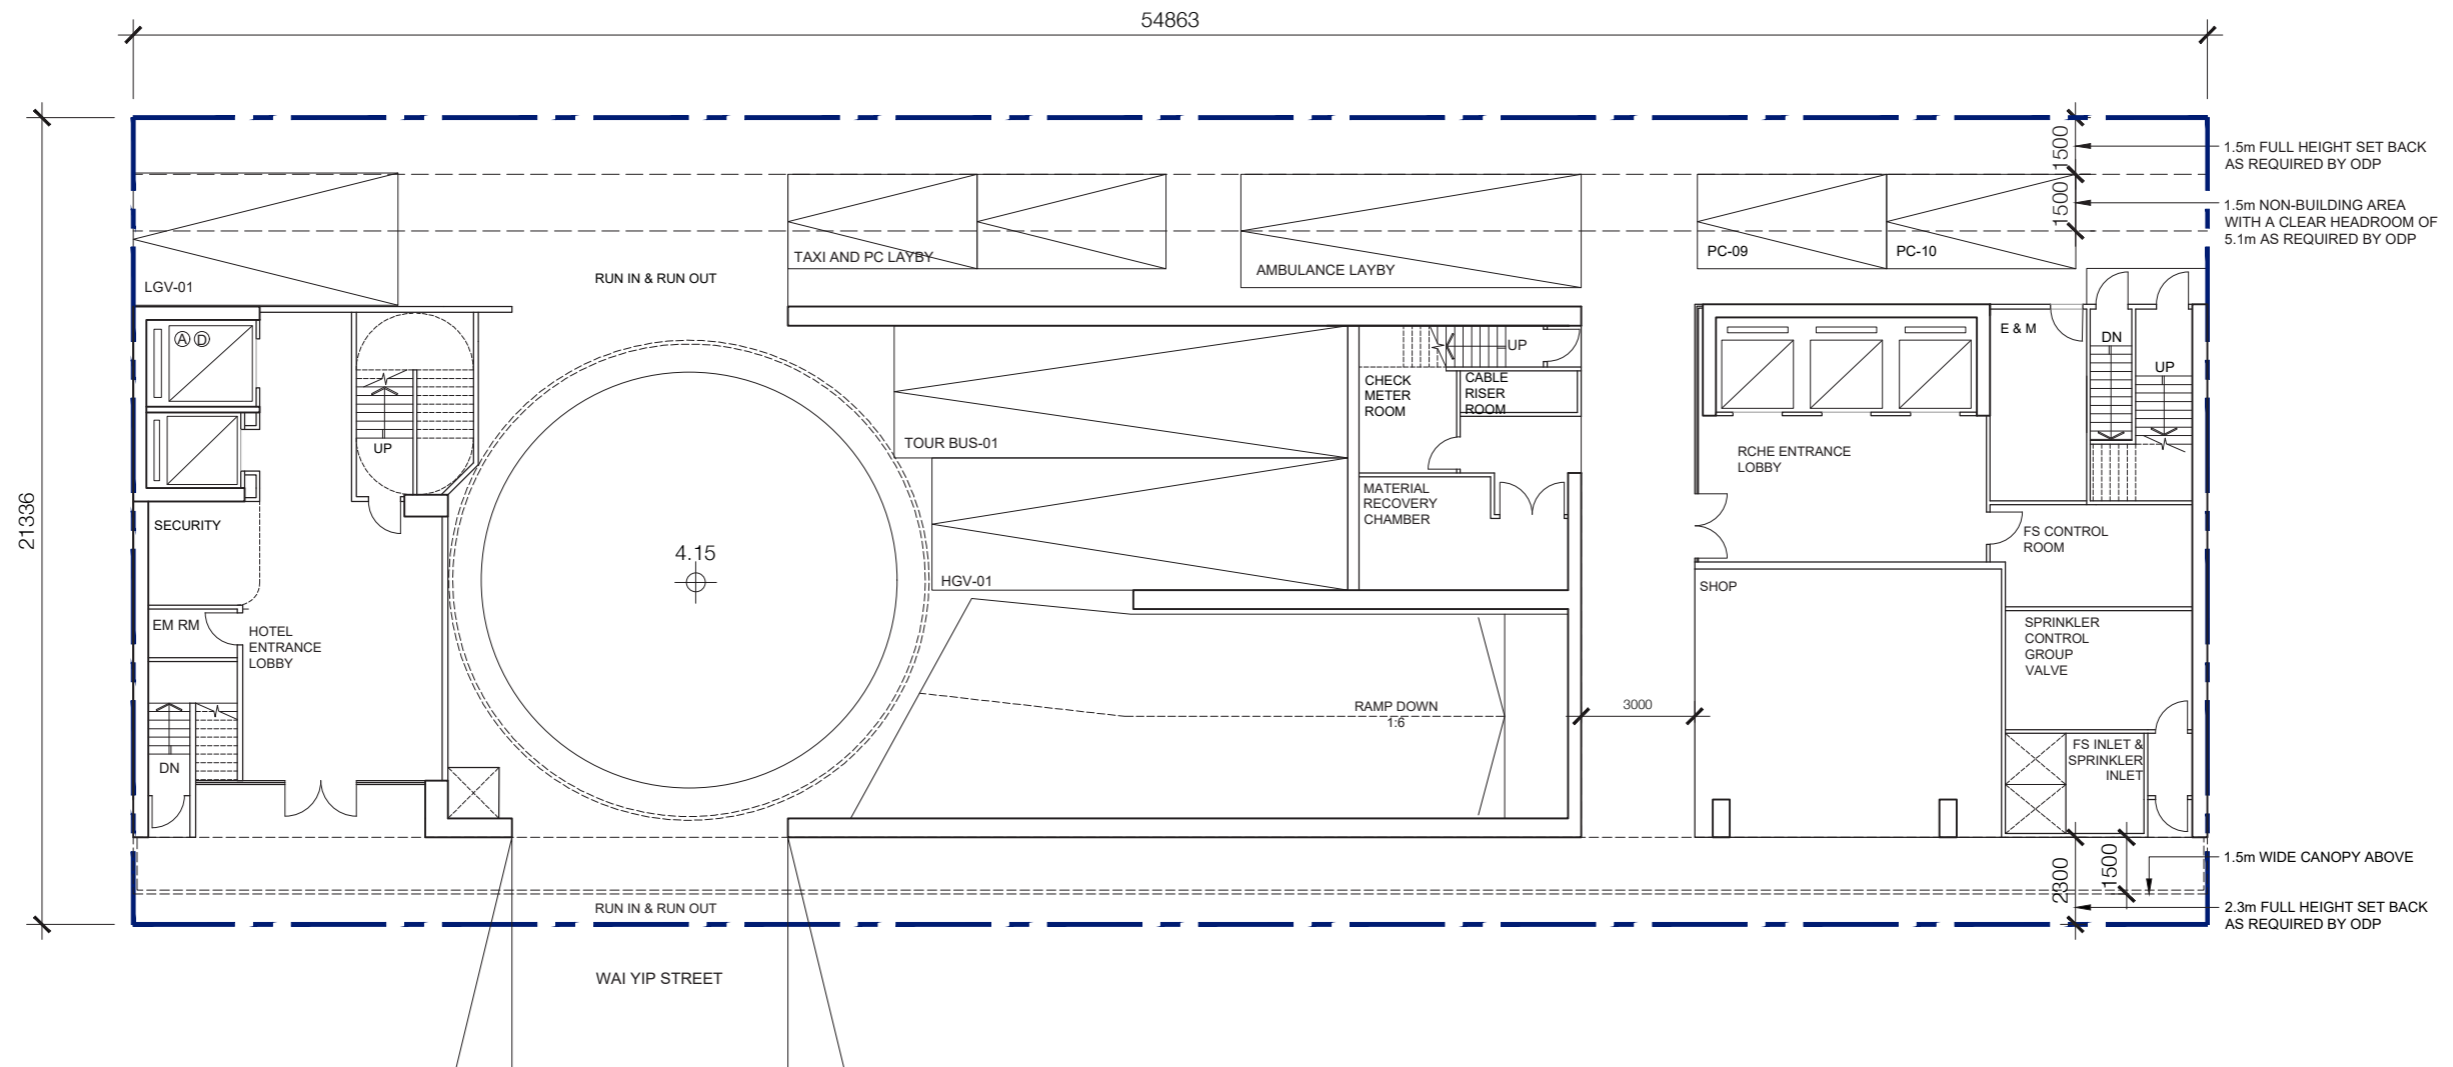 54863
21336
1500
1.5m FULL HEIGHT SET BACK
AS REQUIRED BY ODP
1500
1.5m NON-BUILDING AREA
WITH A CLEAR HEADROOM OF
5.1m AS REQUIRED BY ODP
LGV-01
RUN IN & RUN OUT
TAXI AND PC LAYBY
AMBULANCE LAYBY
PC-09
PC-10
A D
UP
SECURITY
EM RM
HOTEL
ENTRANCE
LOBBY
DN
4.15
TOUR BUS-01
HGV-01
CHECK
METER
ROOM
UP
CABLE
RISER
ROOM
MATERIAL
RECOVERY
CHAMBER
RAMP DOWN
1:6
3000
RCHE ENTRANCE
LOBBY
SHOP
E & M
DN
UP
FS CONTROL
ROOM
SPRINKLER
CONTROL
GROUP
VALVE
FS INLET &
SPRINKLER
INLET
2300
1500
1.5m WIDE CANOPY ABOVE
2.3m FULL HEIGHT SET BACK
AS REQUIRED BY ODP
RUN IN & RUN OUT
WAI YIP STREET